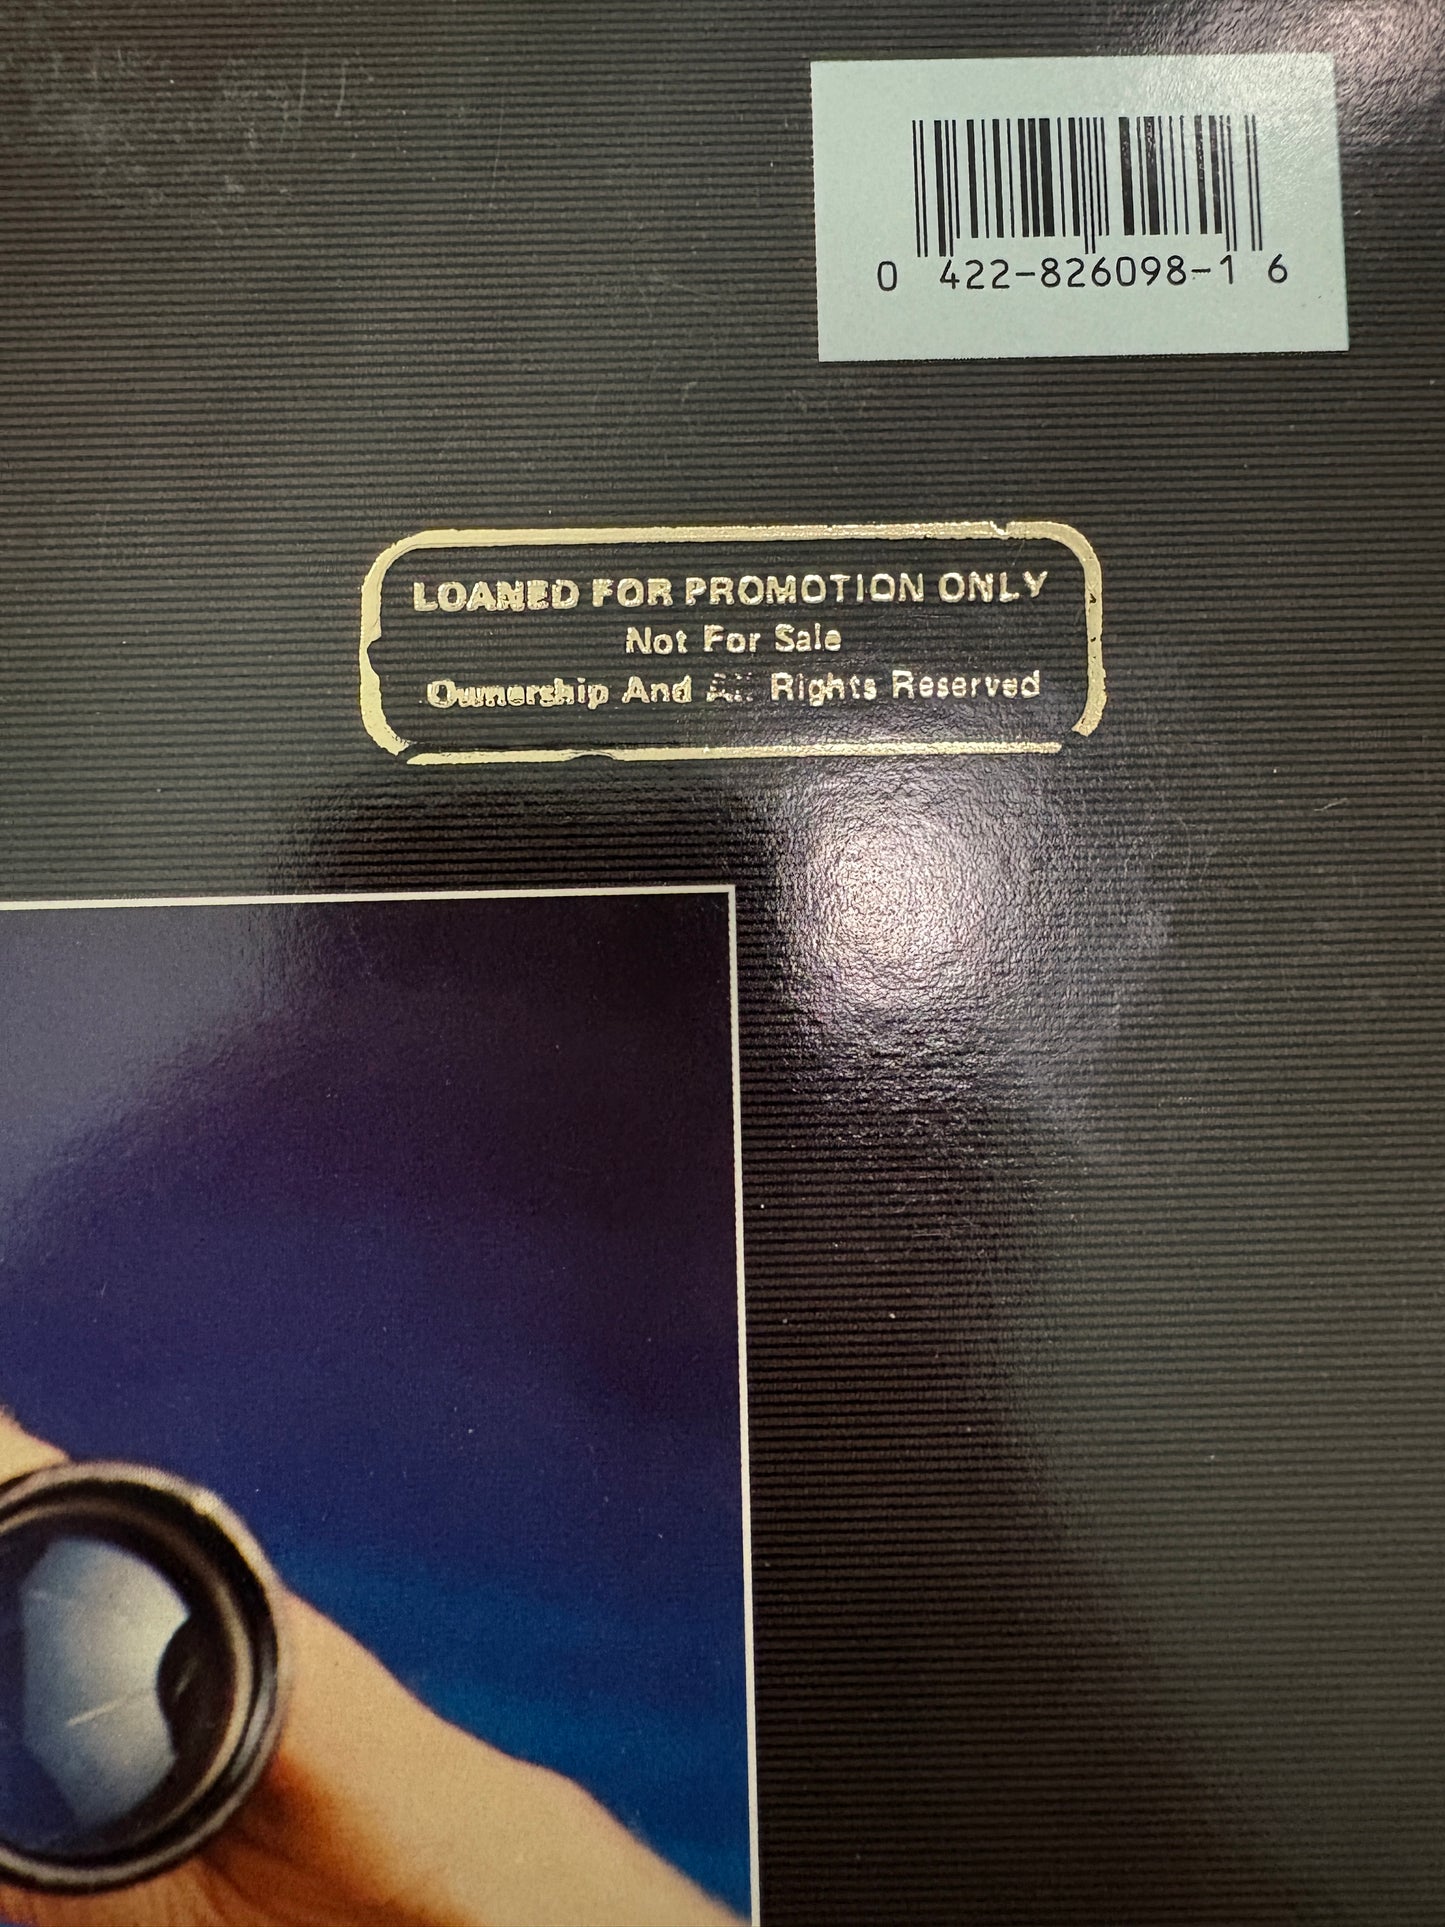 0 422-826098-1 6
LOANED FOR PROMOTION ONLY
Not For Sale
Ownership And All Rights Reserved